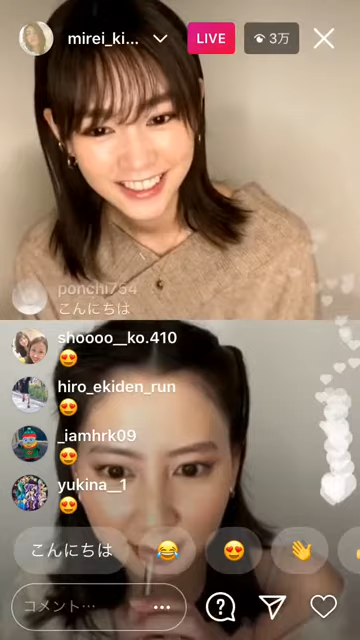 mirei_ki...
LIVE
3万
ponchi754
こんにちは
shoooo__ko.410
hiro_ekiden_run
_iamhrk09
yukina__1
こんにちは
コメント…